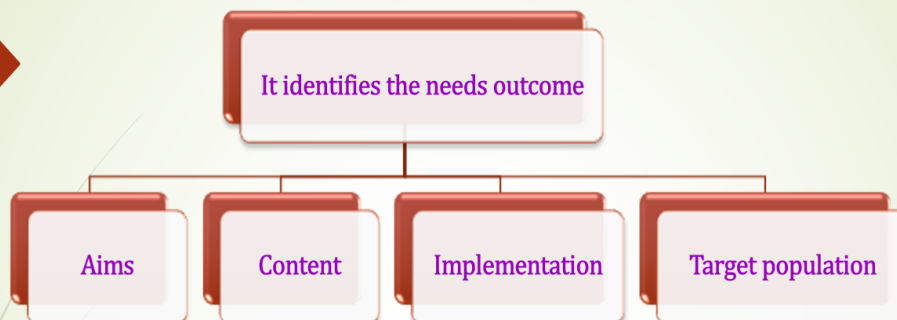 It identifies the needs outcome
Aims
Content
Implementation
Target population